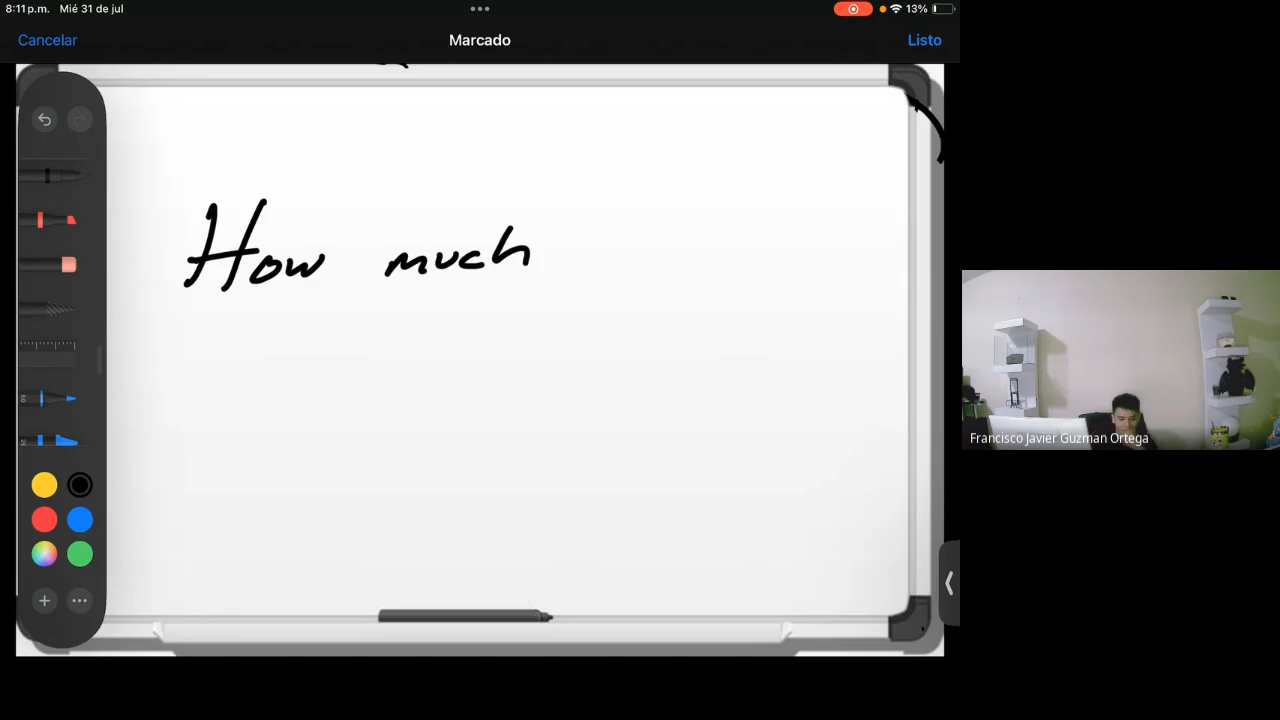 8:11 p.m. Mié 31 de jul
13%
Cancelar
Marcado
Listo
How much
Francisco Javier Guzman Ortega